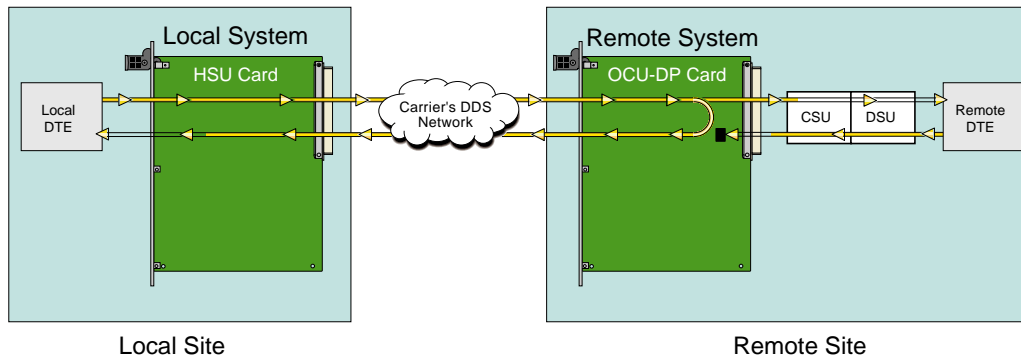 Local System
HSU Card
Local
DTE
Carrier's DDS
Network
Remote System
OCU-DP Card
CSU
DSU
Remote
DTE
Local Site
Remote Site